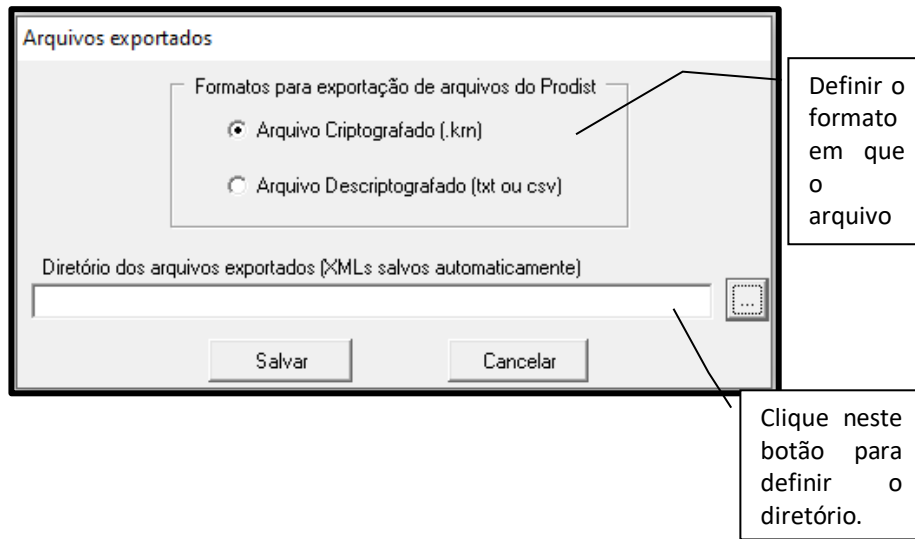 Arquivos exportados
Formatos para exportação de arquivos do Prodist
Arquivo Criptografado (.krn)
Arquivo Descriptografado (txt ou csv)
Diretório dos arquivos exportados (XMLs salvos automaticamente)
...
Salvar
Cancelar
Definir o
formato
em que
o
arquivo
Clique neste
botão para
definir o
diretório.